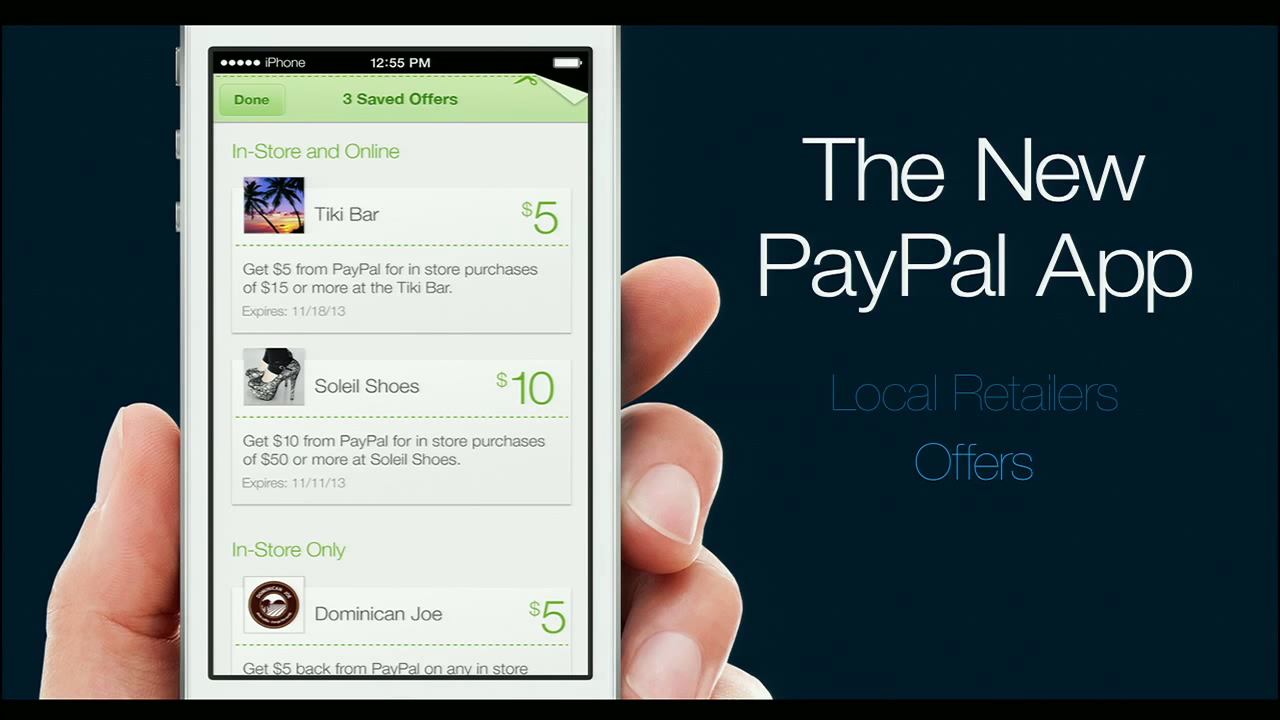 iPhone
12:55 PM
Done
3 Saved Offers
In-Store and Online
Tiki Bar
$5
Get $5 from PayPal for in store purchases
of $15 or more at the Tiki Bar.
Expires: 11/18/13
Soleil Shoes
$10
Get $10 from PayPal for in store purchases
of $50 or more at Soleil Shoes.
Expires: 11/11/13
In-Store Only
DOMINICAN JOE
Dominican Joe
$5
Get $5 back from PayPal on any in store
The New
PayPal App
Local Retailers
Offers